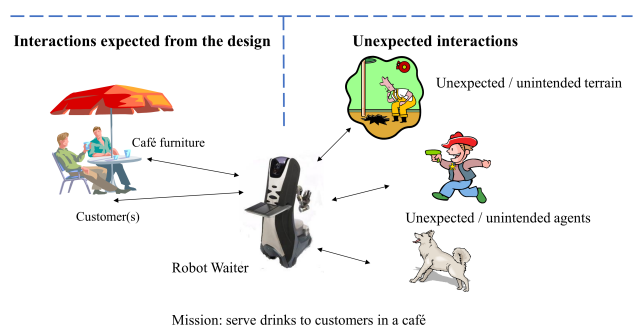 Interactions expected from the design
Unexpected interactions
Unexpected / unintended terrain
Café furniture
Customer(s)
Unexpected / unintended agents
Robot Waiter
Mission: serve drinks to customers in a café